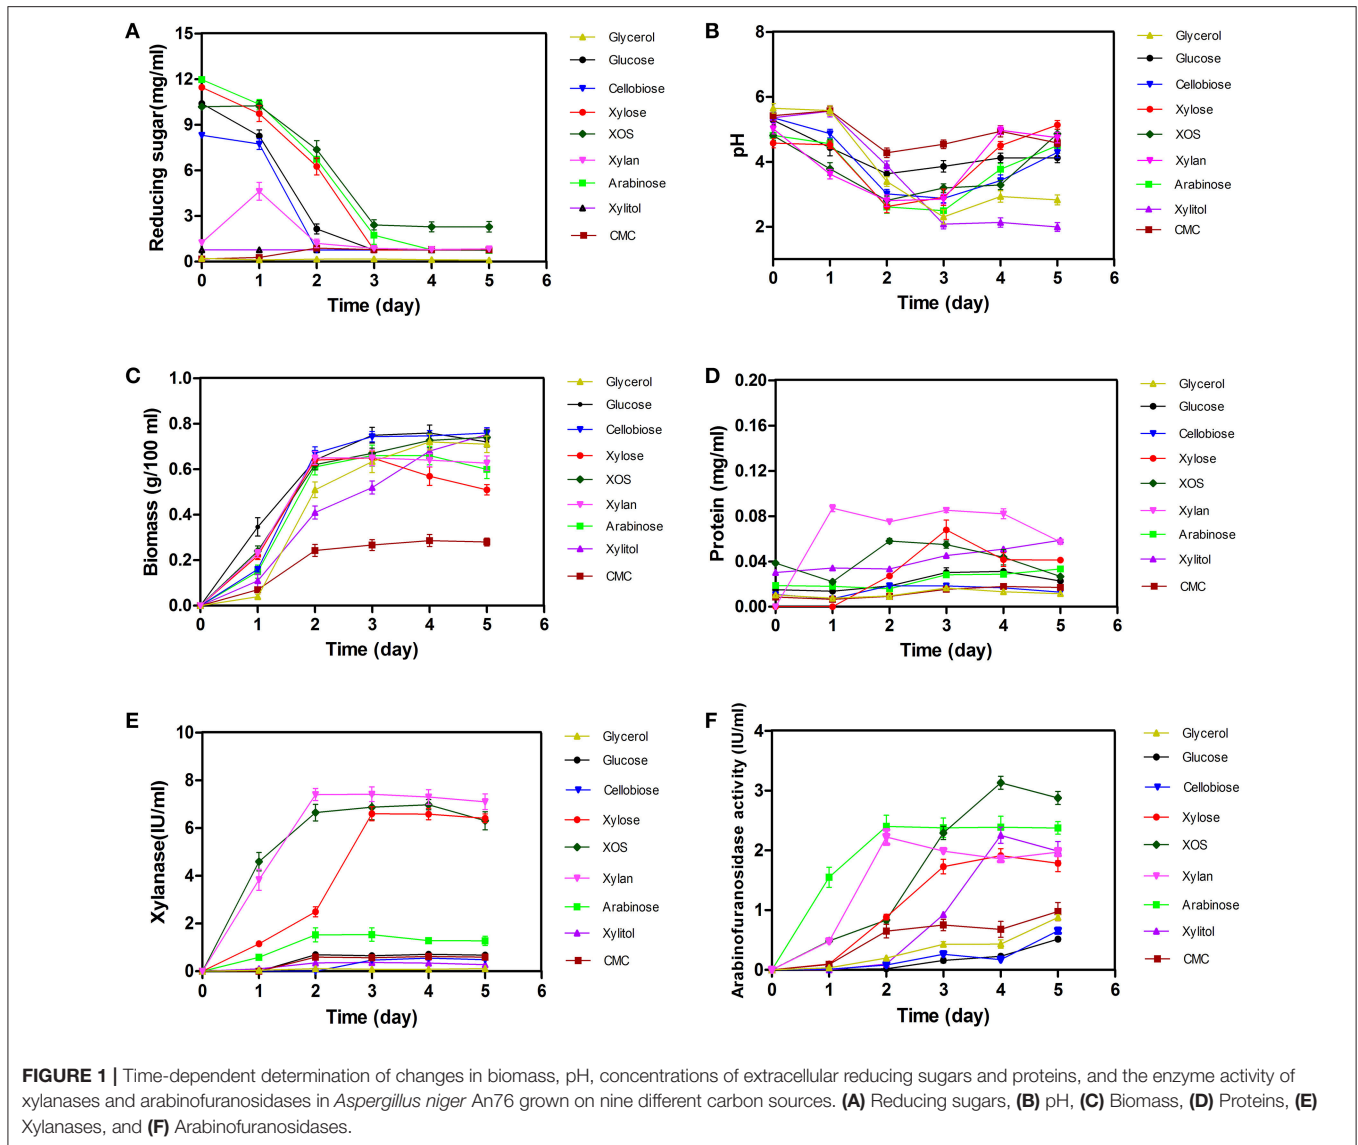 A
Reducing sugar(mg/ml)
15
12
9
6
3
0
0 1 2 3 4 5 6
Time (day)
Glycerol
Glucose
Cellobiose
Xylose
XOS
Xylan
Arabinose
Xylitol
CMC
B
pH
8
6
4
2
0 1 2 3 4 5 6
Time (day)
Glycerol
Glucose
Cellobiose
Xylose
XOS
Xylan
Arabinose
Xylitol
CMC
C
Biomass (g/100 ml)
1.0
0.8
0.6
0.4
0.2
0.0
0 1 2 3 4 5 6
Time (day)
Glycerol
Glucose
Cellobiose
Xylose
XOS
Xylan
Arabinose
Xylitol
CMC
D
Protein (mg/ml)
0.20
0.16
0.12
0.08
0.04
0.00
0 1 2 3 4 5 6
Time (day)
Glycerol
Glucose
Cellobiose
Xylose
XOS
Xylan
Arabinose
Xylitol
CMC
E
Xylanase(IU/ml)
10
8
6
4
2
0
0 1 2 3 4 5 6
Time (day)
Glycerol
Glucose
Cellobiose
Xylose
XOS
Xylan
Arabinose
Xylitol
CMC
F
Arabinofuranosidase activity (IU/ml)
4
3
2
1
0
0 1 2 3 4 5 6
Time (day)
Glycerol
Glucose
Cellobiose
Xylose
XOS
Xylan
Arabinose
Xylitol
CMC
FIGURE 1 | Time-dependent determination of changes in biomass, pH, concentrations of extracellular reducing sugars and proteins, and the enzyme activity of
xylanases and arabinofuranosidases in Aspergillus niger An76 grown on nine different carbon sources. (A) Reducing sugars, (B) pH, (C) Biomass, (D) Proteins, (E)
Xylanases, and (F) Arabinofuranosidases.